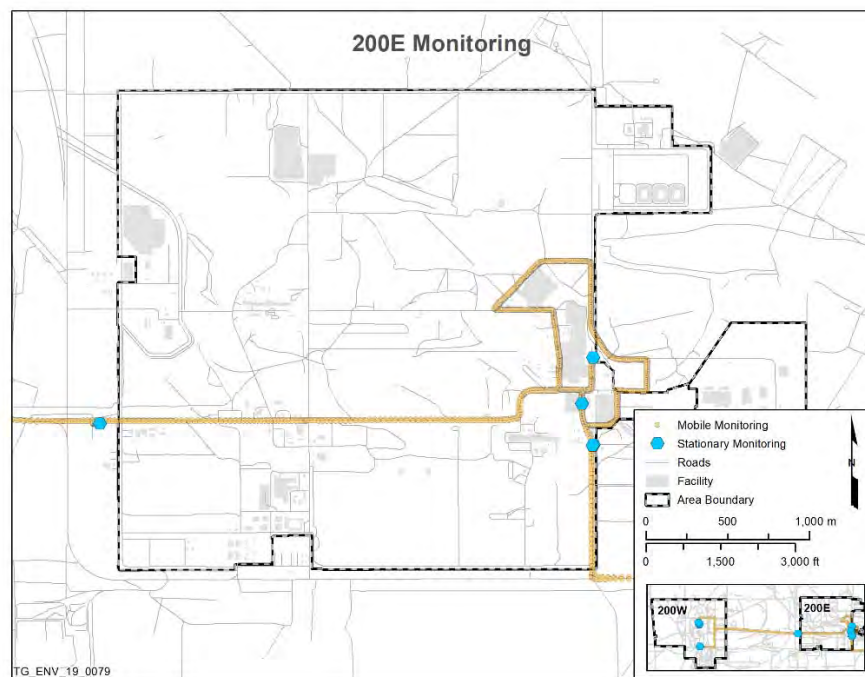 200E Monitoring
Mobile Monitoring
Stationary Monitoring
Roads
Facility
Area Boundary
N
0 500 1,000 m
0 1,500 3,000 ft
200W
200E
TG_ENV_19_0079